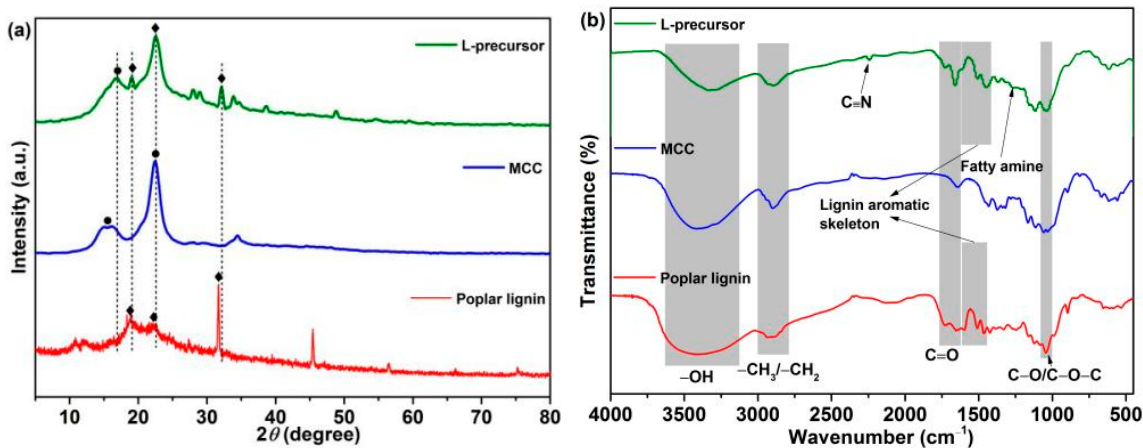 (a)
L-precursor
MCC
Poplar lignin
Intensity (a.u.)
10 20 30 40 50 60 70 80
2θ (degree)
(b)
L-precursor
C≡N
Fatty amine
MCC
Lignin aromatic
skeleton
Poplar lignin
C=O
–OH
–CH₃/–CH₂
C–O/C–O–C
Transmittance (%)
4000 3500 3000 2500 2000 1500 1000 500
Wavenumber (cm⁻¹)